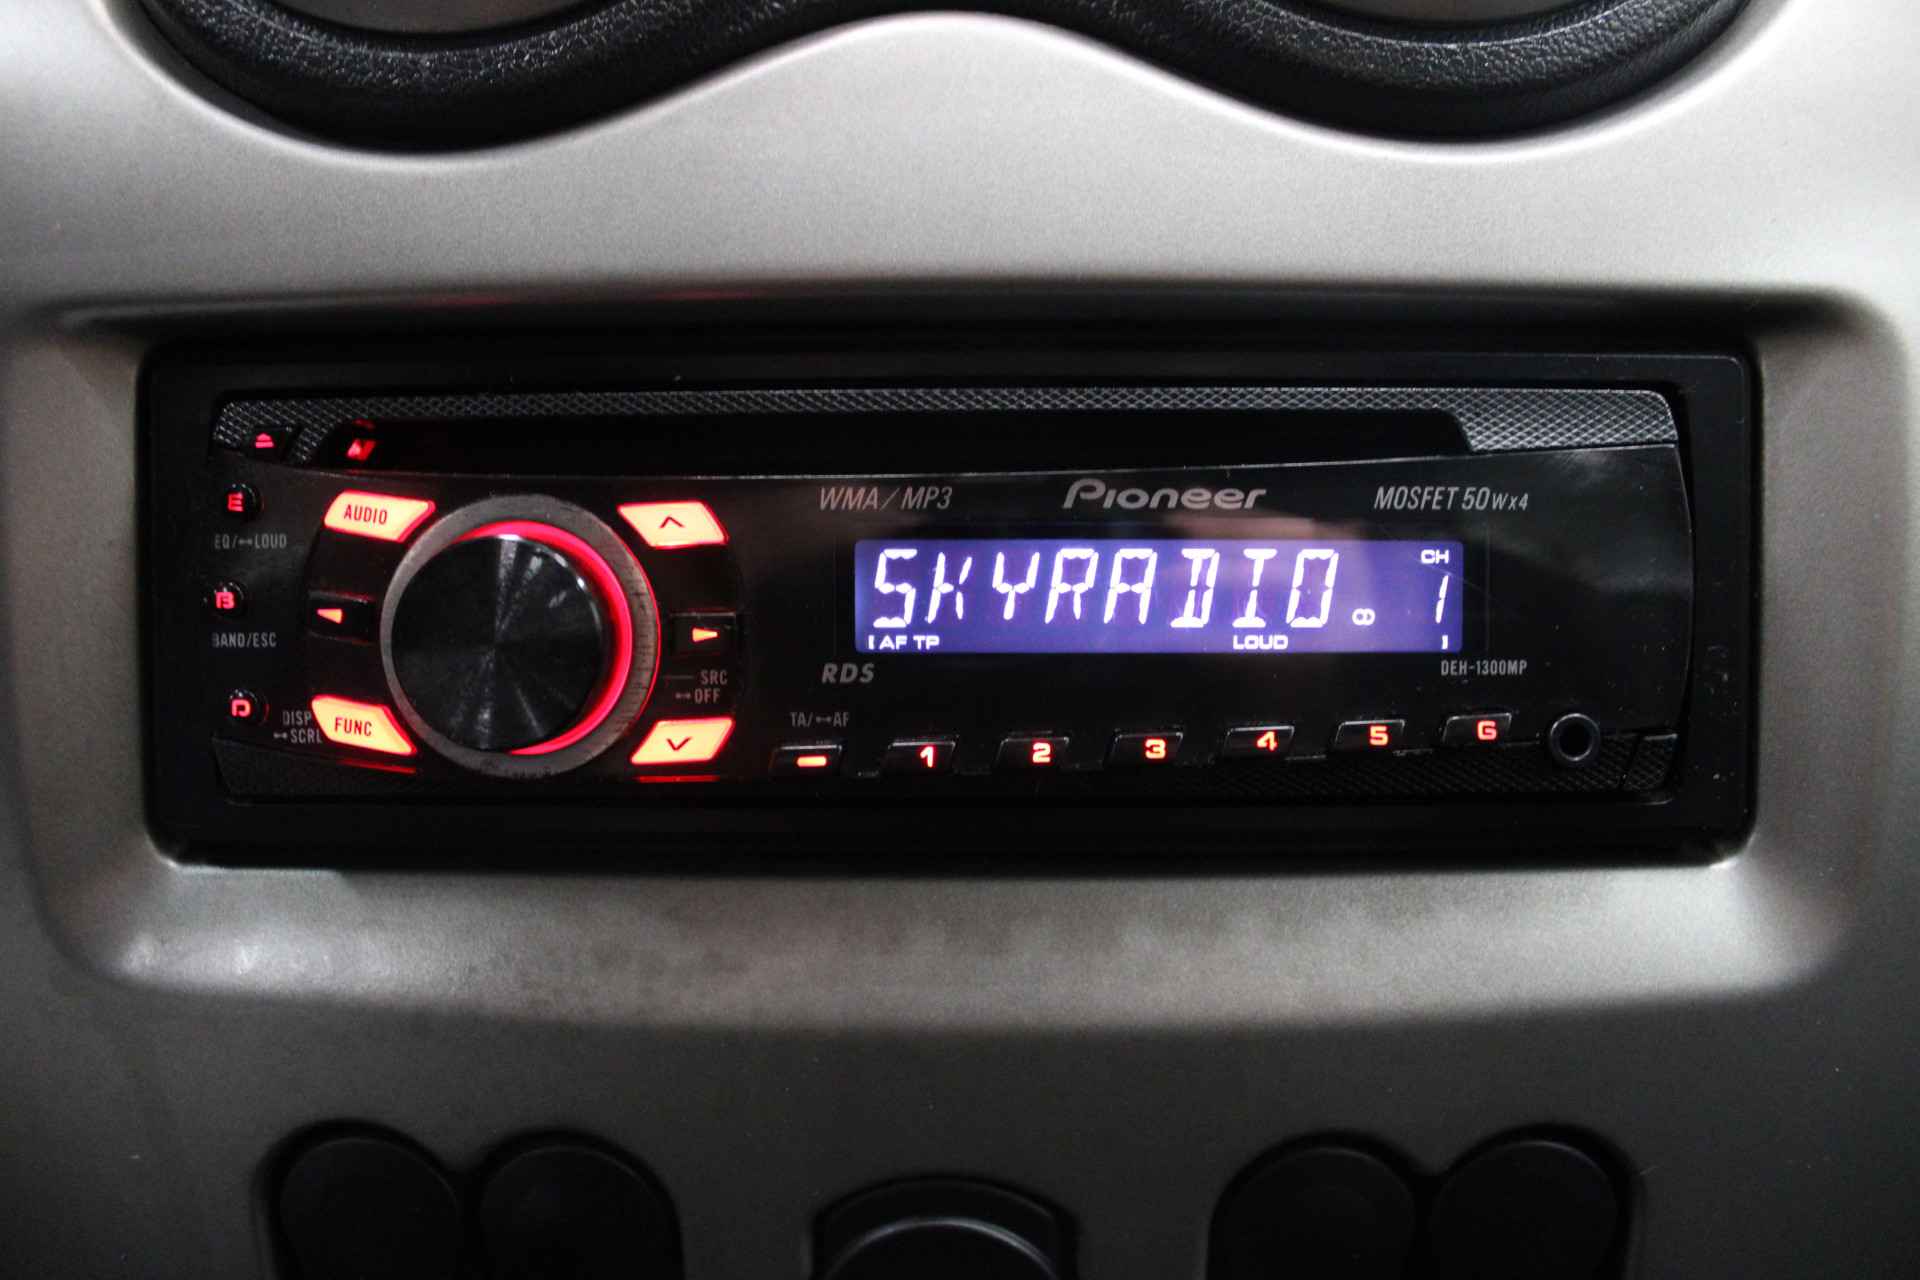 WMA/MP3 Pioneer MOSFET 50Wx4
E AUDIO
EQ/↔LOUD
SKYRADIO CH 1
B
BAND/ESC
[ AF TP LOUD ]
RDS DEH-1300MP
SRC
↔OFF
D DISP
↔SCRL FUNC
TA/↔AF
1 2 3 4 5 6